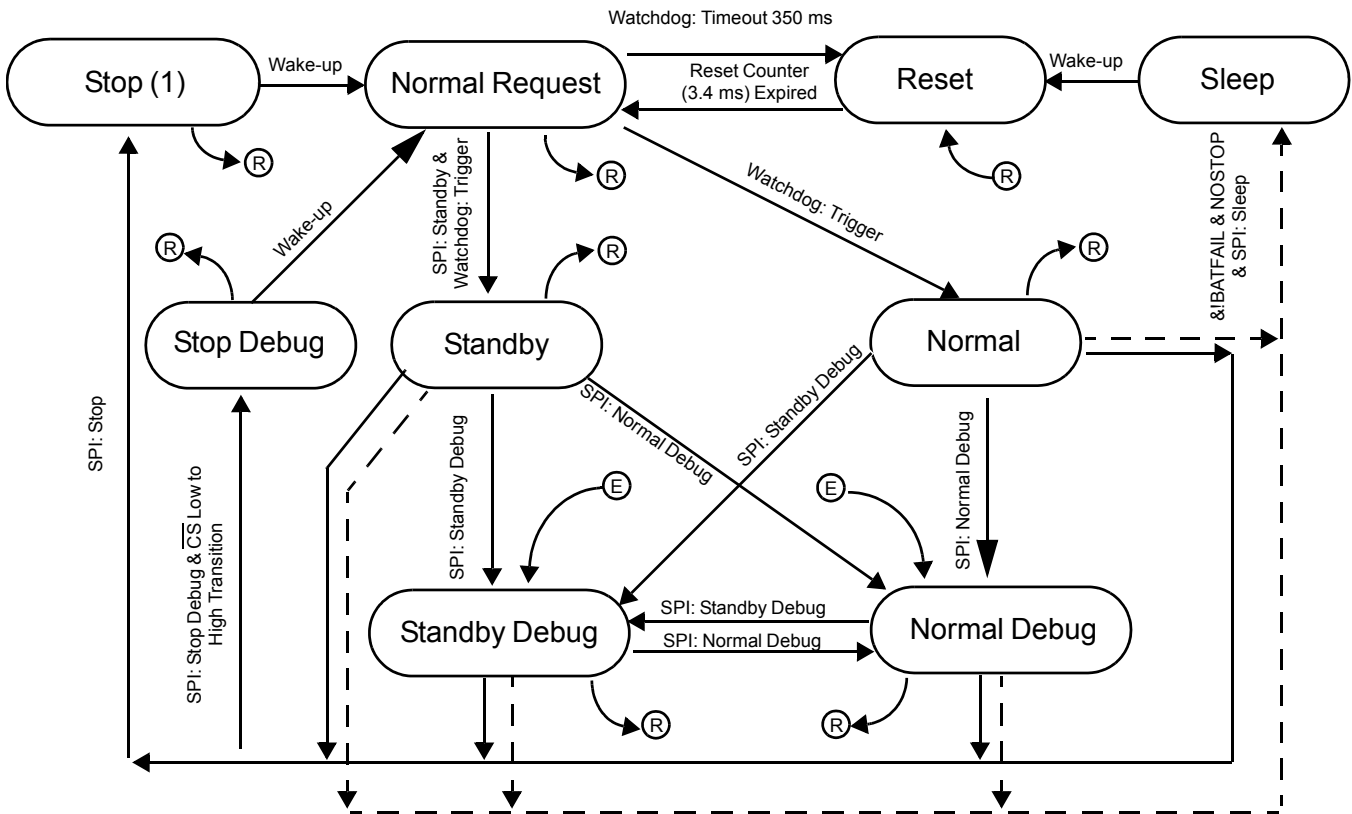 Watchdog: Timeout 350 ms
Stop (1)
Wake-up
Normal Request
Reset Counter
(3.4 ms) Expired
Reset
Wake-up
Sleep
R
R
R
SPI: Standby &
Watchdog: Trigger
Watchdog: Trigger
&!BATFAIL & NOSTOP
& SPI: Sleep
Wake-up
R
R
R
Stop Debug
Standby
Normal
SPI: Stop
SPI: Stop Debug & CS Low to
High Transition
SPI: Standby Debug
SPI: Normal Debug
SPI: Standby Debug
SPI: Normal Debug
E
E
Standby Debug
SPI: Standby Debug
SPI: Normal Debug
Normal Debug
R
R